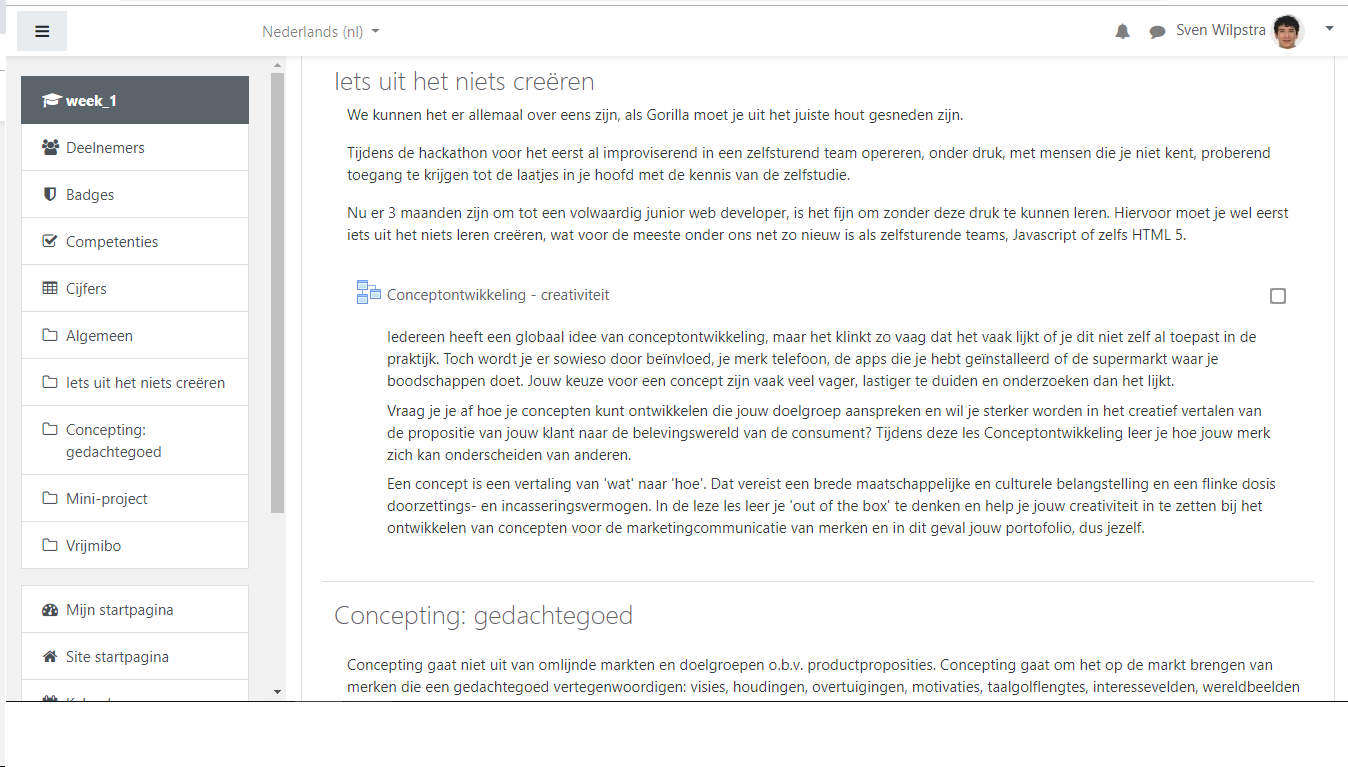 Nederlands (nl)
Sven Wilpstra
week_1
Deelnemers
Badges
Competenties
Cijfers
Algemeen
Iets uit het niets creëren
Concepting:
gedachtegoed
Mini-project
Vrijmibo
Mijn startpagina
Site startpagina
Iets uit het niets creëren
We kunnen het er allemaal over eens zijn, als Gorilla moet je uit het juiste hout gesneden zijn.
Tijdens de hackathon voor het eerst al improviserend in een zelfsturend team opereren, onder druk, met mensen die je niet kent, proberend
toegang te krijgen tot de laatjes in je hoofd met de kennis van de zelfstudie.
Nu er 3 maanden zijn om tot een volwaardig junior web developer, is het fijn om zonder deze druk te kunnen leren. Hiervoor moet je wel eerst
iets uit het niets leren creëren, wat voor de meeste onder ons net zo nieuw is als zelfsturende teams, Javascript of zelfs HTML 5.
Conceptontwikkeling - creativiteit
Iedereen heeft een globaal idee van conceptontwikkeling, maar het klinkt zo vaag dat het vaak lijkt of je dit niet zelf al toepast in de
praktijk. Toch wordt je er sowieso door beïnvloed, je merk telefoon, de apps die je hebt geïnstalleerd of de supermarkt waar je
boodschappen doet. Jouw keuze voor een concept zijn vaak veel vager, lastiger te duiden en onderzoeken dan het lijkt.
Vraag je je af hoe je concepten kunt ontwikkelen die jouw doelgroep aanspreken en wil je sterker worden in het creatief vertalen van
de propositie van jouw klant naar de belevingswereld van de consument? Tijdens deze les Conceptontwikkeling leer je hoe jouw merk
zich kan onderscheiden van anderen.
Een concept is een vertaling van 'wat' naar 'hoe'. Dat vereist een brede maatschappelijke en culturele belangstelling en een flinke dosis
doorzettings- en incasseringsvermogen. In de leze les leer je 'out of the box' te denken en help je jouw creativiteit in te zetten bij het
ontwikkelen van concepten voor de marketingcommunicatie van merken en in dit geval jouw portofolio, dus jezelf.
Concepting: gedachtegoed
Concepting gaat niet uit van omlijnde markten en doelgroepen o.b.v. productproposities. Concepting gaat om het op de markt brengen van
merken die een gedachtegoed vertegenwoordigen: visies, houdingen, overtuigingen, motivaties, taalgolflengtes, interessevelden, wereldbeelden